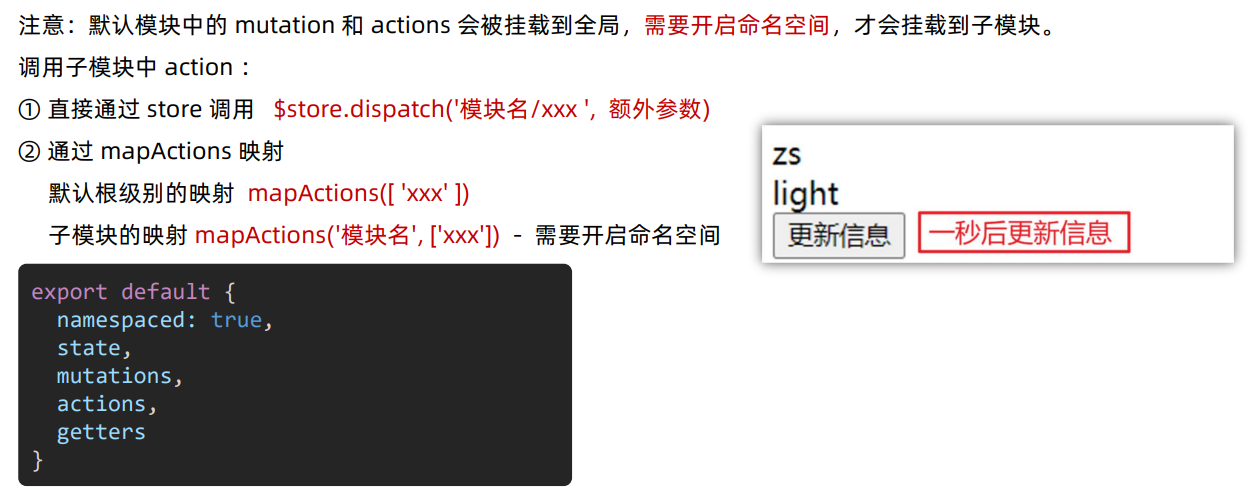 注意：默认模块中的 mutation 和 actions 会被挂载到全局，需要开启命名空间，才会挂载到子模块。
调用子模块中 action ：
① 直接通过 store 调用 $store.dispatch('模块名/xxx ', 额外参数)
② 通过 mapActions 映射
默认根级别的映射 mapActions([ 'xxx' ])
子模块的映射 mapActions('模块名', ['xxx']) - 需要开启命名空间
export default {
  namespaced: true,
  state,
  mutations,
  actions,
  getters
}
zs
light
更新信息 一秒后更新信息